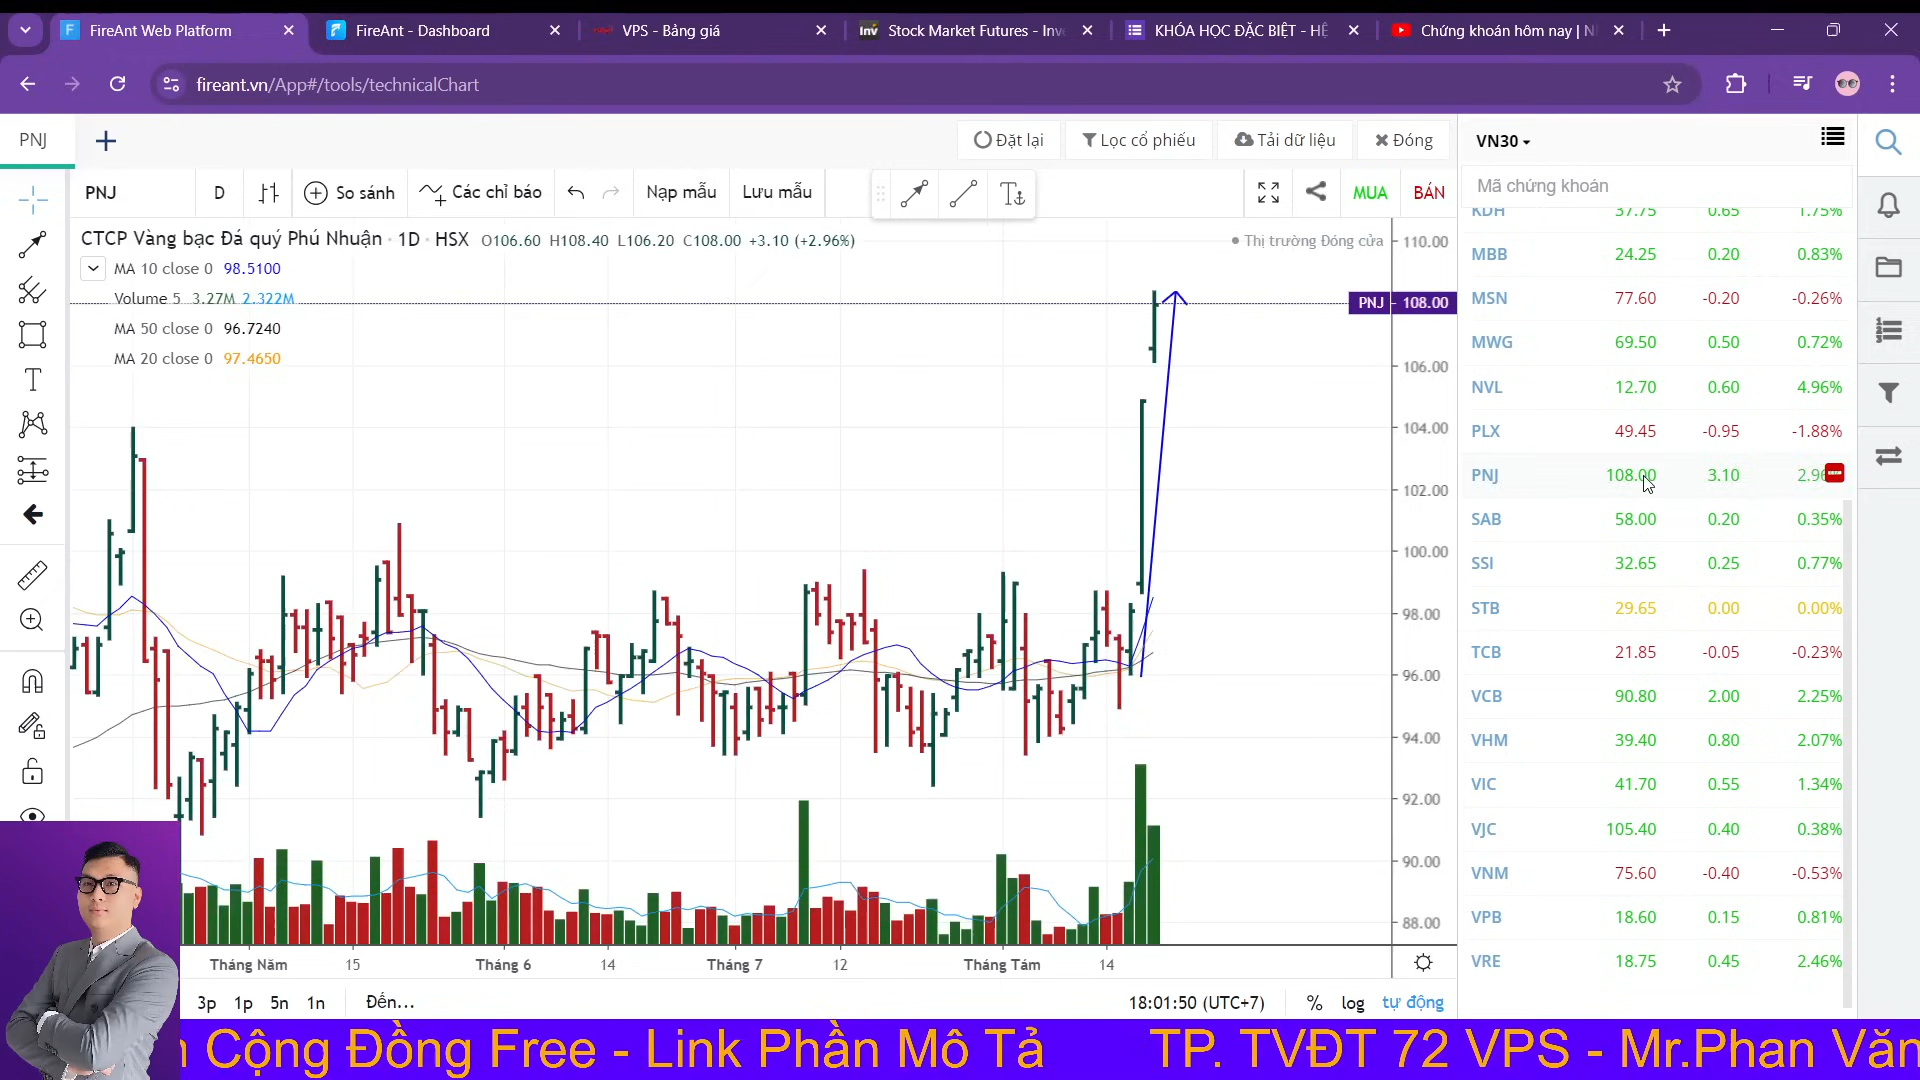 FireAnt Web Platform
FireAnt - Dashboard
VPS - Bảng giá
Stock Market Futures - Inv
KHÓA HỌC ĐẶC BIỆT - HỆ
Chứng khoán hôm nay |
fireant.vn/App#/tools/technicalChart
PNJ
Đặt lại
Lọc cổ phiếu
Tải dữ liệu
Đóng
VN30
PNJ
D
So sánh
Các chỉ báo
Nạp mẫu
Lưu mẫu
MUA
BÁN
Mã chứng khoán
CTCP Vàng bạc Đá quý Phú Nhuận · 1D · HSX O106.60 H108.40 L106.20 C108.00 +3.10 (+2.96%)
Thị trường Đóng cửa
MA 10 close 0 98.5100
Volume 5 3.27M 2.322M
MA 50 close 0 96.7240
MA 20 close 0 97.4650
110.00
PNJ 108.00
106.00
104.00
102.00
100.00
98.00
96.00
94.00
92.00
90.00
88.00
KDH 37.75 0.65 1.75%
MBB 24.25 0.20 0.83%
MSN 77.60 -0.20 -0.26%
MWG 69.50 0.50 0.72%
NVL 12.70 0.60 4.96%
PLX 49.45 -0.95 -1.88%
PNJ 108.00 3.10 2.96
SAB 58.00 0.20 0.35%
SSI 32.65 0.25 0.77%
STB 29.65 0.00 0.00%
TCB 21.85 -0.05 -0.23%
VCB 90.80 2.00 2.25%
VHM 39.40 0.80 2.07%
VIC 41.70 0.55 1.34%
VJC 105.40 0.40 0.38%
VNM 75.60 -0.40 -0.53%
VPB 18.60 0.15 0.81%
VRE 18.75 0.45 2.46%
Tháng Năm 15 Tháng 6 14 Tháng 7 12 Tháng Tám 14
3p 1p 5n 1n Đến...
18:01:50 (UTC+7) % log tự động
Cộng Đồng Free - Link Phần Mô Tả TP. TVĐT 72 VPS - Mr.Phan Văn